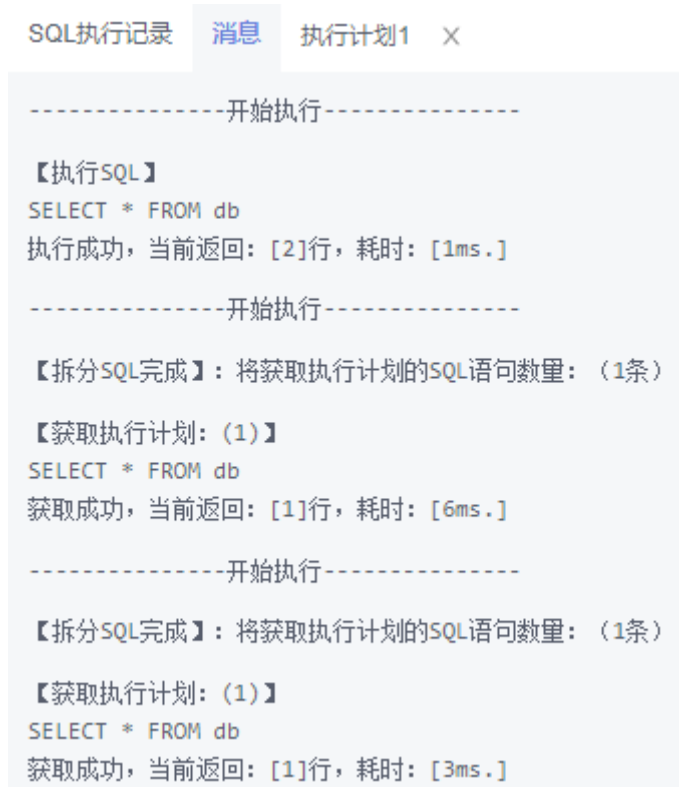 SQL执行记录 消息 执行计划1 ×
---------------开始执行---------------
【执行SQL】
SELECT * FROM db
执行成功，当前返回：[2]行，耗时：[1ms.]
---------------开始执行---------------
【拆分SQL完成】：将获取执行计划的SQL语句数量：（1条）
【获取执行计划：(1)】
SELECT * FROM db
获取成功，当前返回：[1]行，耗时：[6ms.]
---------------开始执行---------------
【拆分SQL完成】：将获取执行计划的SQL语句数量：（1条）
【获取执行计划：(1)】
SELECT * FROM db
获取成功，当前返回：[1]行，耗时：[3ms.]